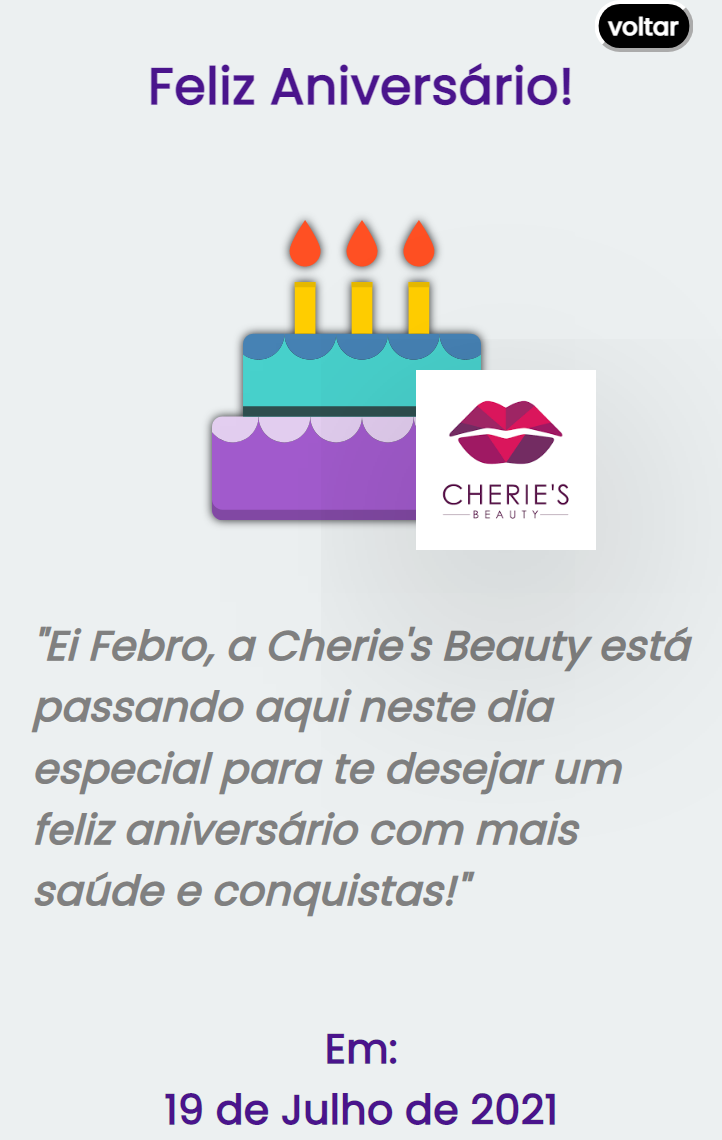 voltar
Feliz Aniversário!
CHERIE'S
BEAUTY
"Ei Febro, a Cherie's Beauty está
passando aqui neste dia
especial para te desejar um
feliz aniversário com mais
saúde e conquistas!"
Em:
19 de Julho de 2021